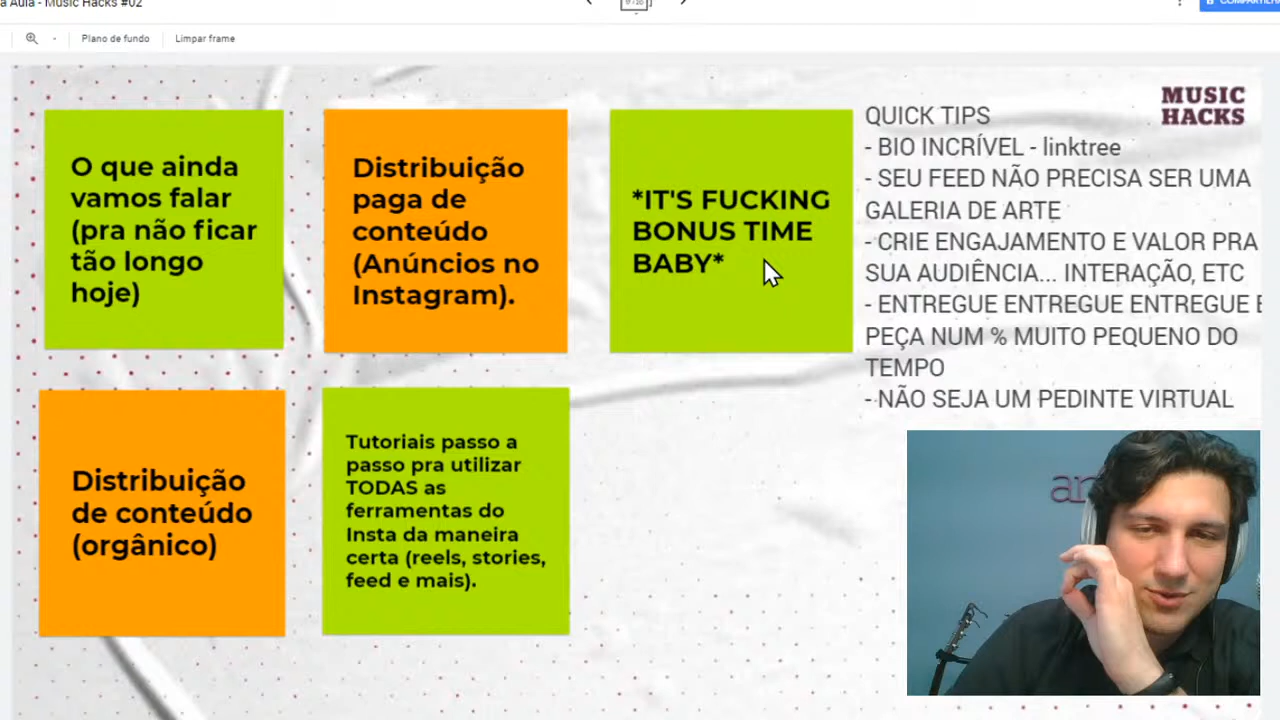 a Aula - Music Hacks #02
Plano de fundo
Limpar frame
O que ainda
vamos falar
(pra não ficar
tão longo
hoje)
Distribuição
paga de
conteúdo
(Anúncios no
Instagram).
*IT'S FUCKING
BONUS TIME
BABY*
QUICK TIPS
- BIO INCRÍVEL - linktree
- SEU FEED NÃO PRECISA SER UMA
GALERIA DE ARTE
- CRIE ENGAJAMENTO E VALOR PRA
SUA AUDIÊNCIA... INTERAÇÃO, ETC
- ENTREGUE ENTREGUE ENTREGUE E
PEÇA NUM % MUITO PEQUENO DO
TEMPO
- NÃO SEJA UM PEDINTE VIRTUAL
MUSIC
HACKS
Distribuição
de conteúdo
(orgânico)
Tutoriais passo a
passo pra utilizar
TODAS as
ferramentas do
Insta da maneira
certa (reels, stories,
feed e mais).